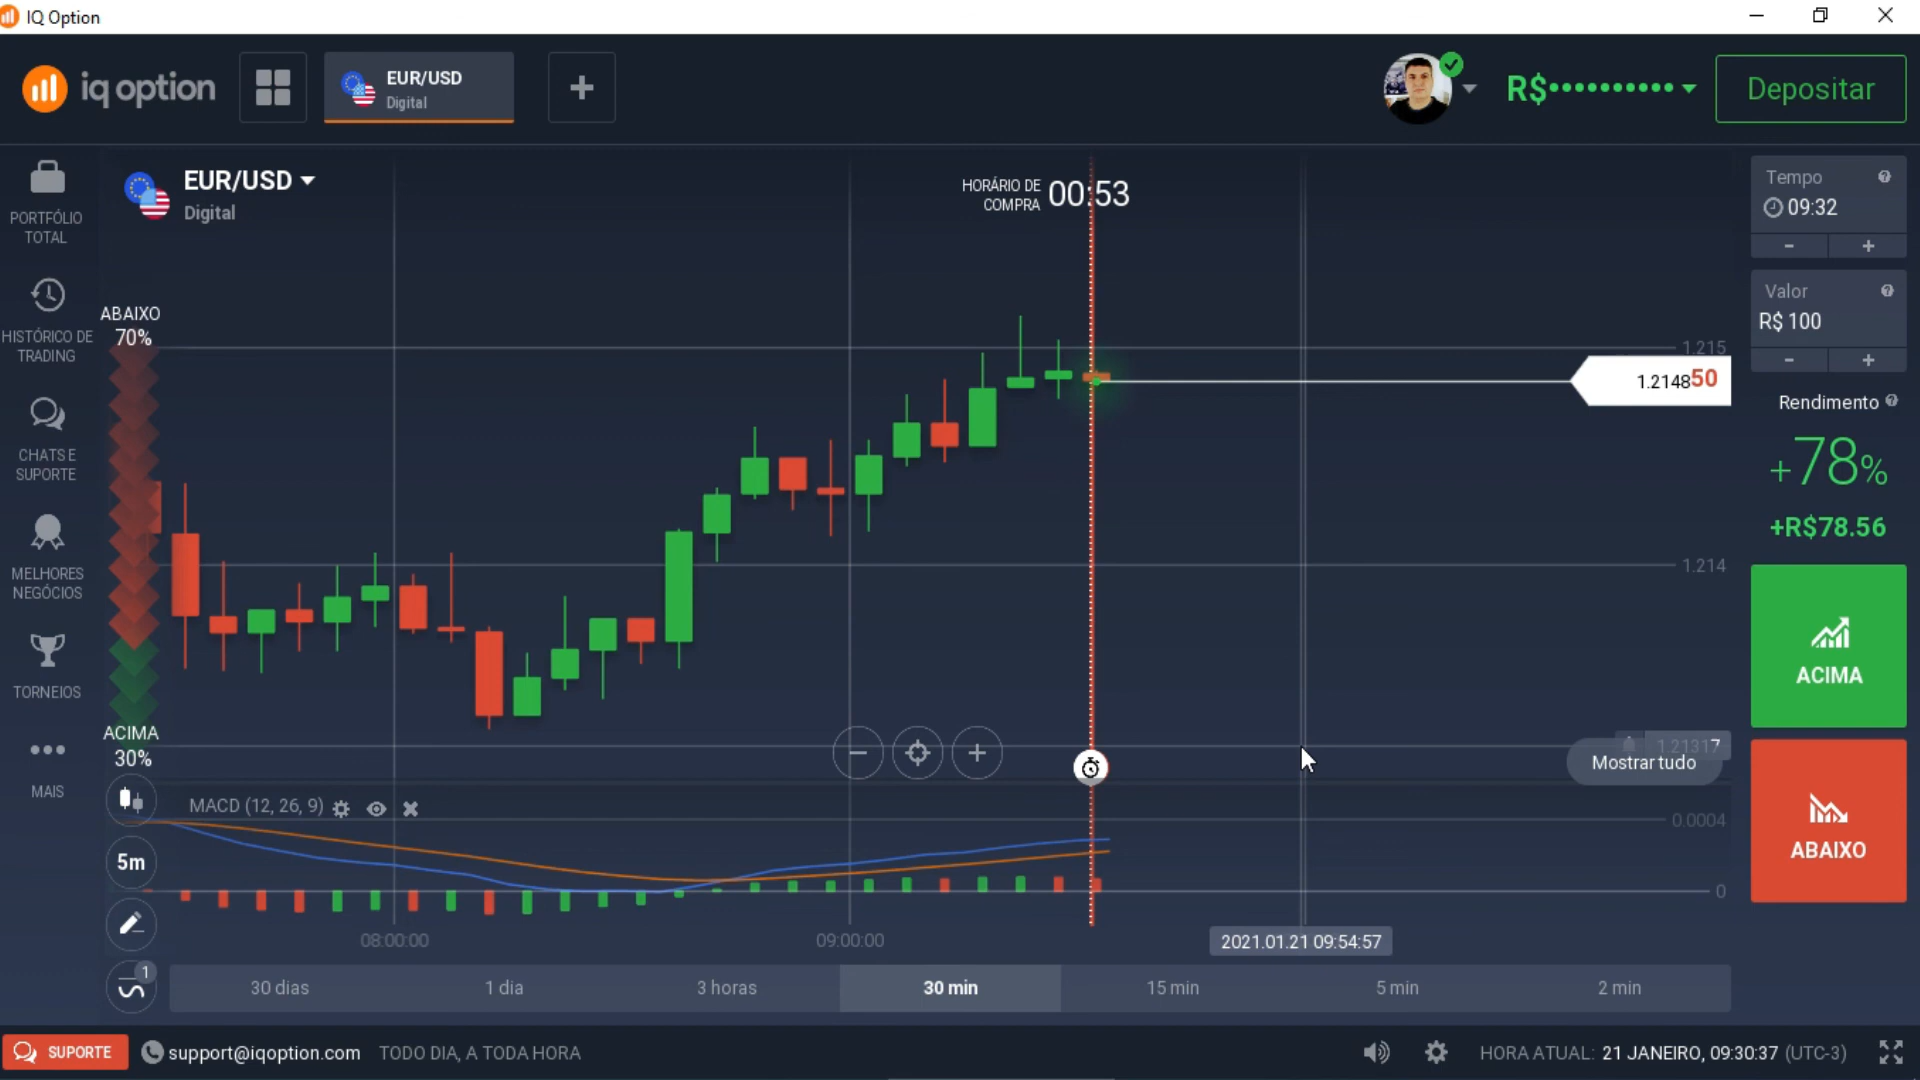 IQ Option
iq option
EUR/USD
Digital
+
R$••••••••••
Depositar
EUR/USD
Digital
HORÁRIO DE
COMPRA
00:53
PORTFÓLIO
TOTAL
HISTÓRICO DE
TRADING
CHATS E
SUPORTE
MELHORES
NEGÓCIOS
TORNEIOS
MAIS
ABAIXO
70%
ACIMA
30%
1.215
1.214850
1.214
1.21317
Mostrar tudo
MACD (12, 26, 9)
0.0004
0
5m
1
08:00:00
09:00:00
2021.01.21 09:54:57
30 dias
1 dia
3 horas
30 min
15 min
5 min
2 min
Tempo
09:32
- +
Valor
R$ 100
- +
Rendimento
+78%
+R$78.56
ACIMA
ABAIXO
SUPORTE
support@iqoption.com
TODO DIA, A TODA HORA
HORA ATUAL: 21 JANEIRO, 09:30:37 (UTC-3)